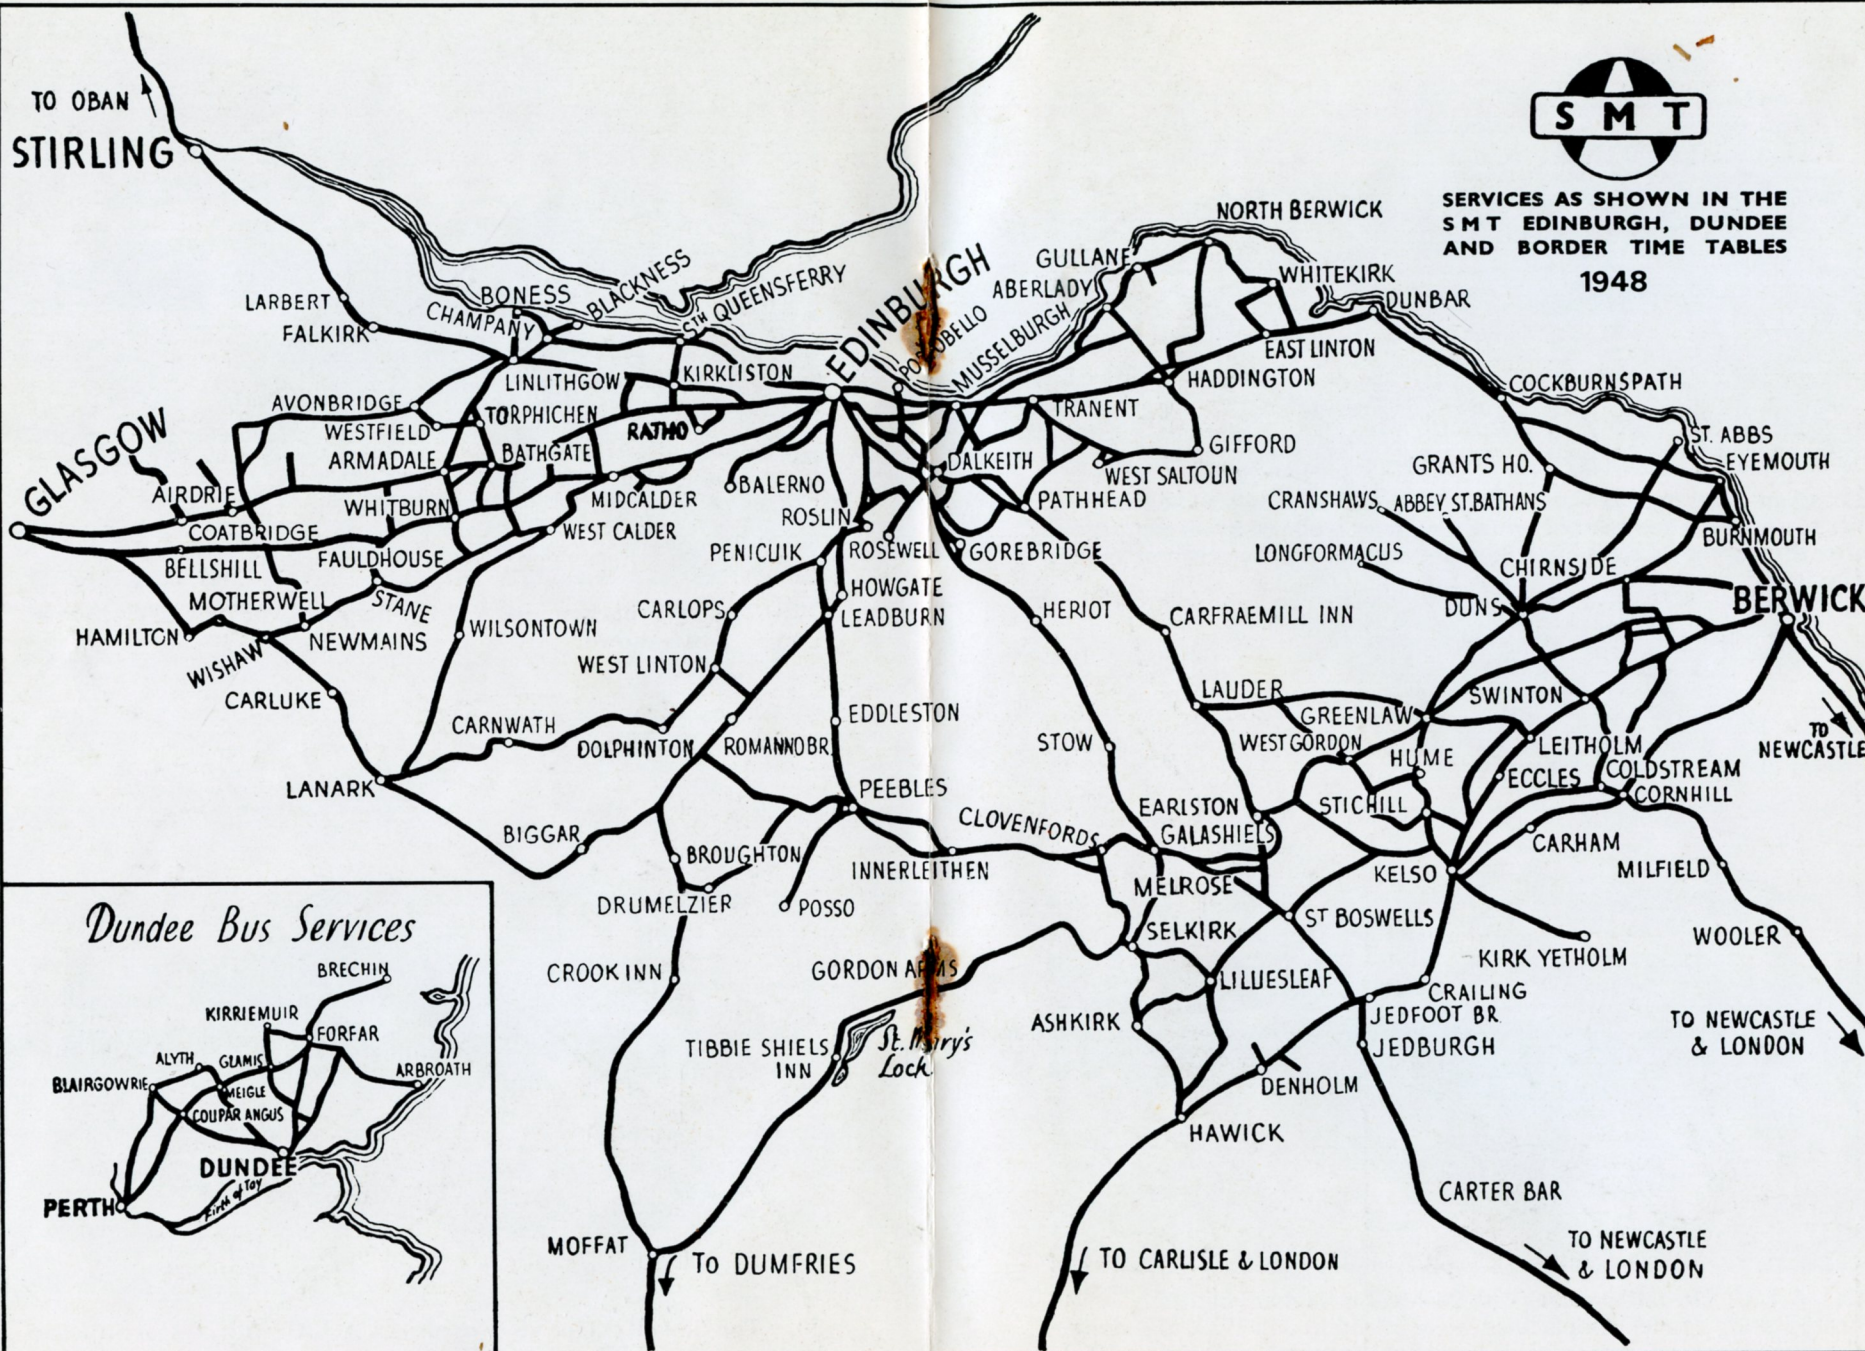 TO OBAN
STIRLING
S M T
SERVICES AS SHOWN IN THE
S M T EDINBURGH, DUNDEE
AND BORDER TIME TABLES
1948
NORTH BERWICK
GULLANE
WHITEKIRK
ABERLADY
DUNBAR
LARBERT
FALKIRK
BONESS
CHAMPANY
BLACKNESS
STH QUEENSFERRY
EDINBURGH
PORTOBELLO
MUSSELBURGH
EAST LINTON
LINLITHGOW
KIRKLISTON
HADDINGTON
COCKBURNSPATH
AVONBRIDGE
TORPHICHEN
TRANENT
WESTFIELD
RATHO
GLASGOW
ARMADALE
BATHGATE
DALKEITH
GIFFORD
ST. ABBS
EYEMOUTH
WEST SALTOUN
GRANTS HO.
AIRDRIE
WHITBURN
MIDCALDER
BALERNO
PATHHEAD
CRANSHAWS
ABBEY ST.BATHANS
COATBRIDGE
WEST CALDER
ROSLIN
BURNMOUTH
FAULDHOUSE
PENICUIK
ROSEWELL
GOREBRIDGE
LONGFORMACUS
CHIRNSIDE
BELLSHILL
MOTHERWELL
STANE
HOWGATE
CARLOPS
LEADBURN
HERIOT
CARFRAEMILL INN
DUNS
BERWICK
HAMILTON
WISHAW
NEWMAINS
WILSONTOWN
WEST LINTON
CARLUKE
LAUDER
SWINTON
CARNWATH
DOLPHINTON
ROMANNO BR.
EDDLESTON
STOW
GREENLAW
WEST GORDON
HUME
LEITHOLM
TO
NEWCASTLE
LANARK
PEEBLES
ECCLES
COLDSTREAM
CORNHILL
EARLSTON
STICHILL
BIGGAR
CLOVENFORDS
GALASHIELS
BROUGHTON
INNERLEITHEN
CARHAM
MELROSE
KELSO
MILFIELD
DRUMELZIER
POSSO
ST BOSWELLS
SELKIRK
WOOLER
KIRK YETHOLM
CROOK INN
GORDON ARMS
LILLIESLEAF
CRAILING
JEDFOOT BR.
ASHKIRK
TIBBIE SHIELS
INN
St. Mary's
Lock
JEDBURGH
TO NEWCASTLE
& LONDON
DENHOLM
HAWICK
CARTER BAR
MOFFAT
TO DUMFRIES
TO CARLISLE & LONDON
TO NEWCASTLE
& LONDON
Dundee Bus Services
BRECHIN
KIRRIEMUIR
FORFAR
ALYTH
GLAMIS
ARBROATH
BLAIRGOWRIE
MEIGLE
COUPAR ANGUS
DUNDEE
PERTH
Firth of Tay